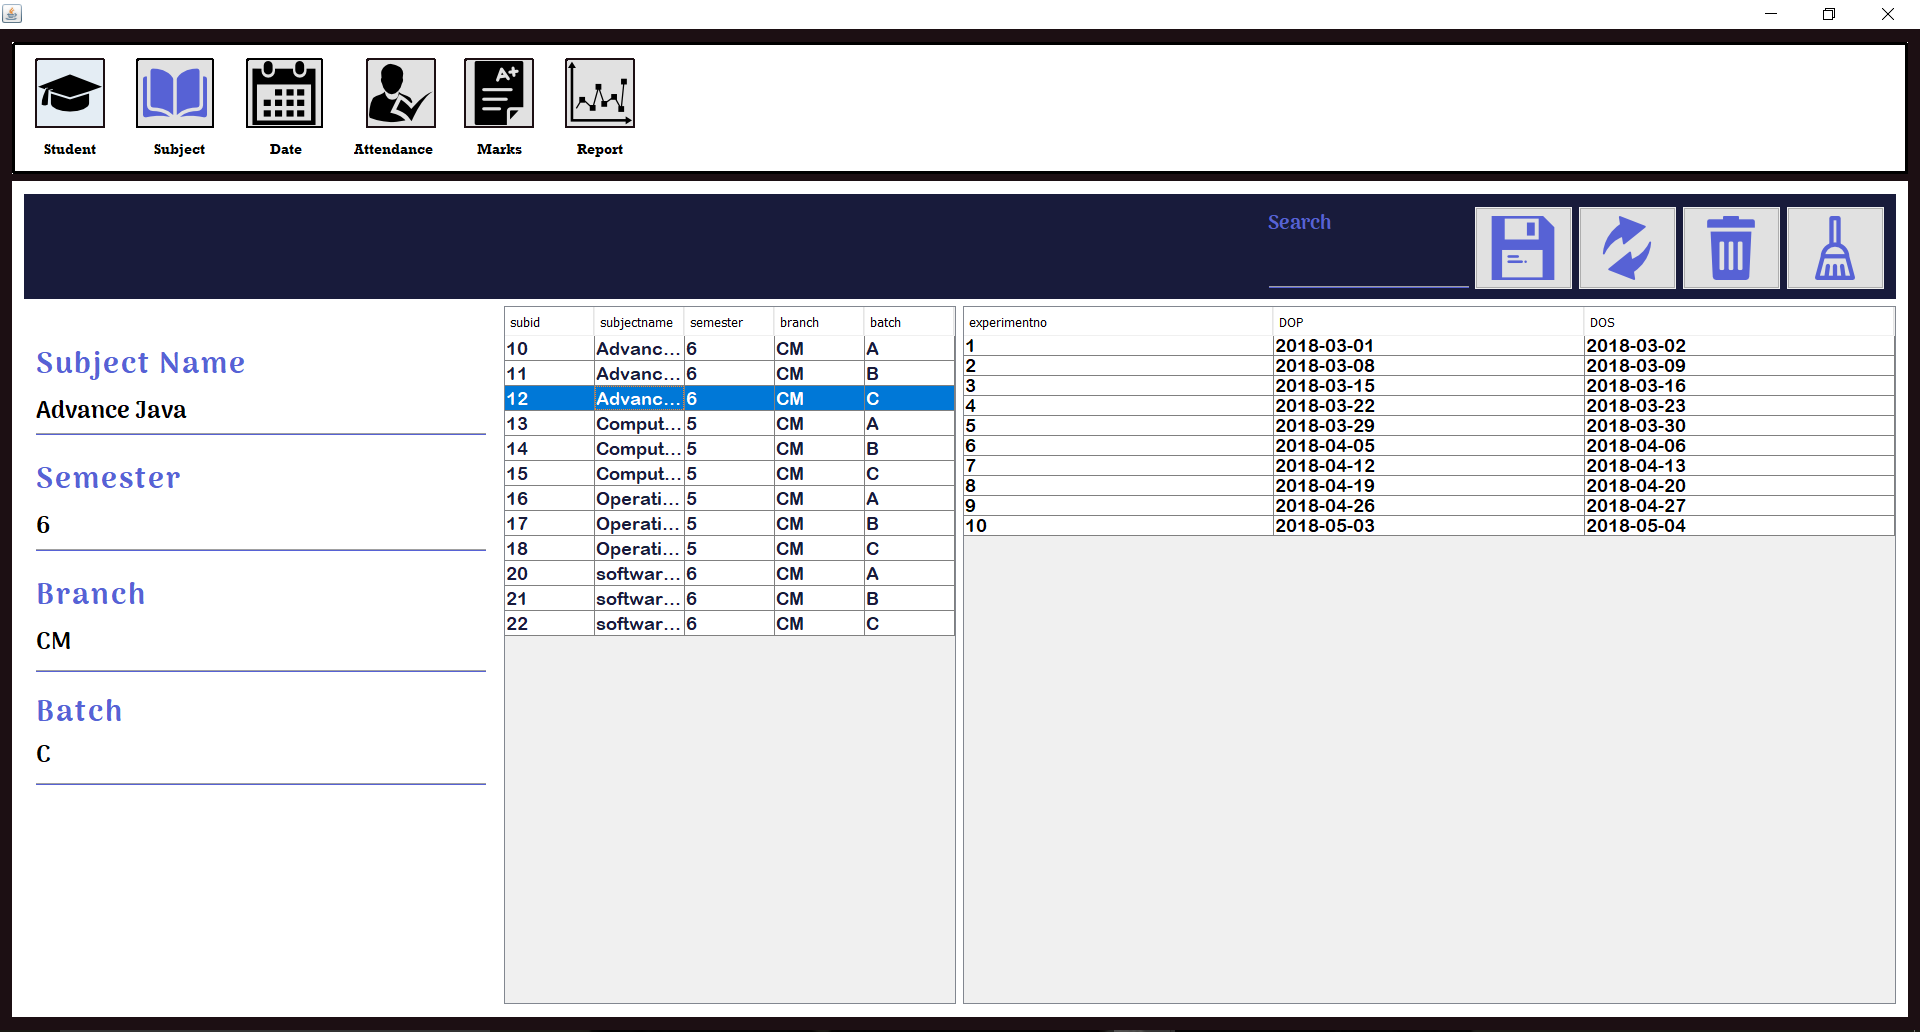 A+
Student Subject Date Attendance Marks Report
Search
Subject Name
Advance Java
Semester
6
Branch
CM
Batch
C
subid subjectname semester branch batch
10 Advanc... 6 CM A
11 Advanc... 6 CM B
12 Advanc... 6 CM C
13 Comput... 5 CM A
14 Comput... 5 CM B
15 Comput... 5 CM C
16 Operati... 5 CM A
17 Operati... 5 CM B
18 Operati... 5 CM C
20 softwar... 6 CM A
21 softwar... 6 CM B
22 softwar... 6 CM C
experimentno DOP DOS
1 2018-03-01 2018-03-02
2 2018-03-08 2018-03-09
3 2018-03-15 2018-03-16
4 2018-03-22 2018-03-23
5 2018-03-29 2018-03-30
6 2018-04-05 2018-04-06
7 2018-04-12 2018-04-13
8 2018-04-19 2018-04-20
9 2018-04-26 2018-04-27
10 2018-05-03 2018-05-04